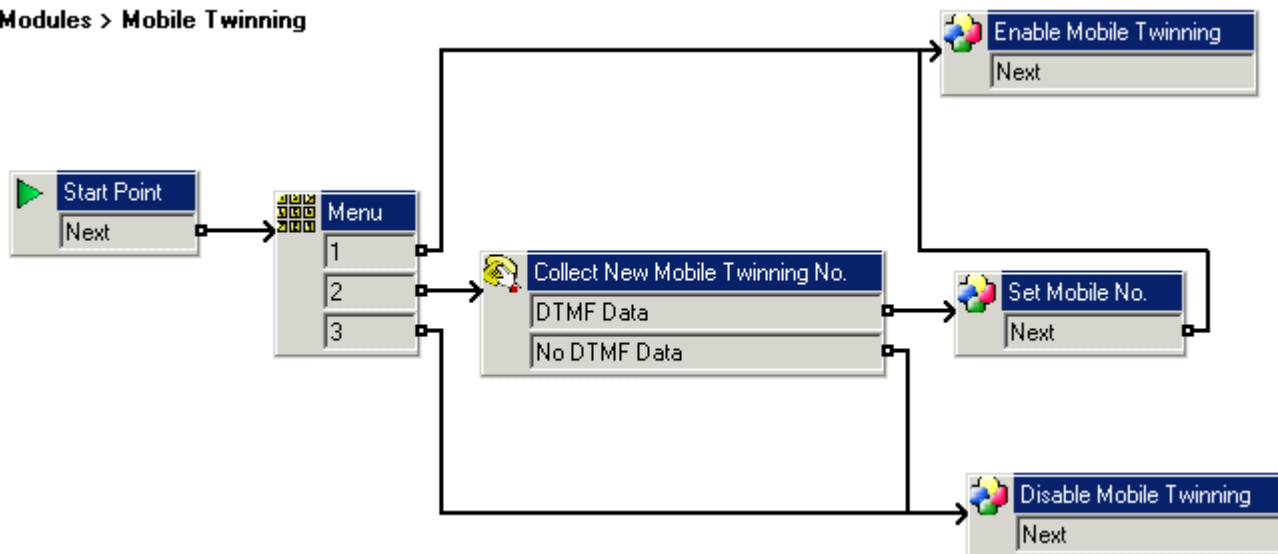 Modules > Mobile Twinning
Enable Mobile Twinning
Next
Start Point
Next
Menu
1
2
3
Collect New Mobile Twinning No.
DTMF Data
No DTMF Data
Set Mobile No.
Next
Disable Mobile Twinning
Next